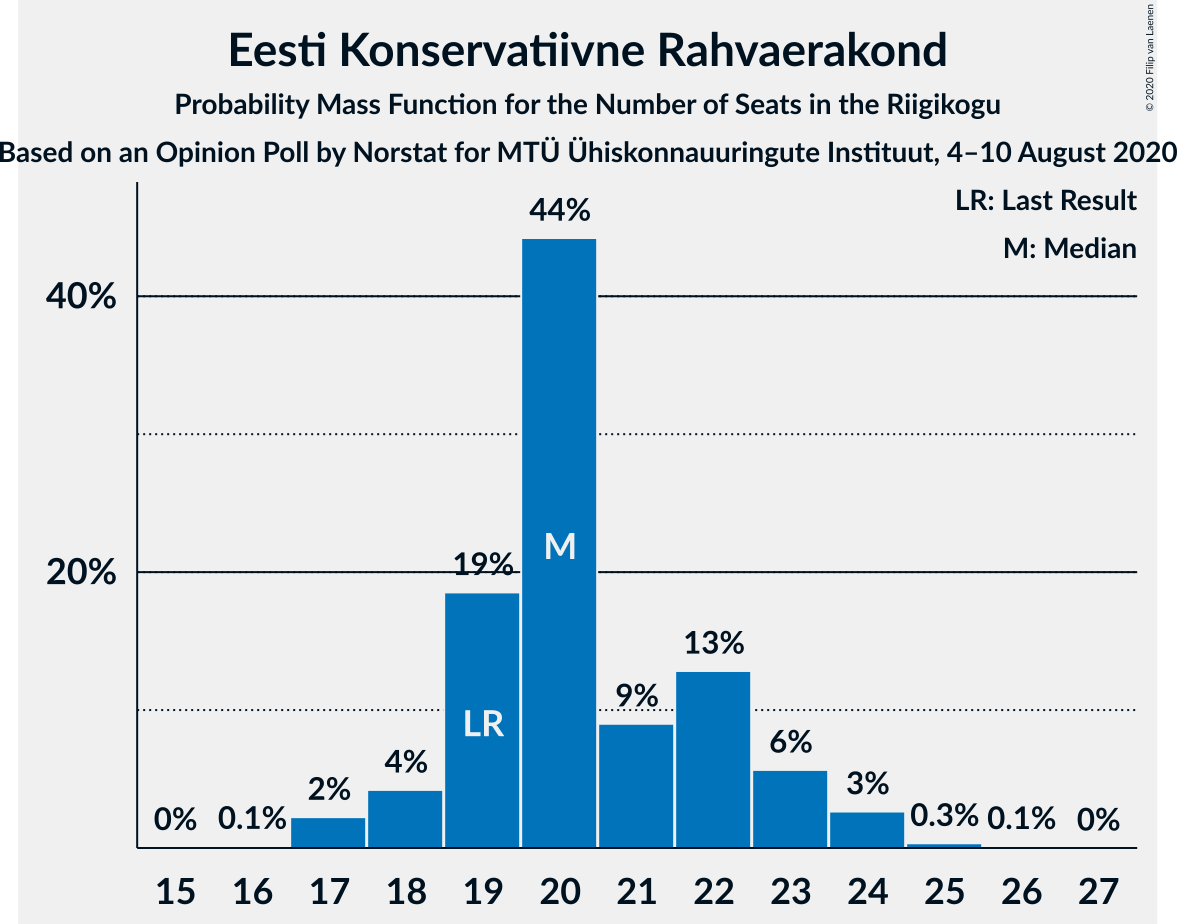 Eesti Konservatiivne Rahvaerakond
Probability Mass Function for the Number of Seats in the Riigikogu
Based on an Opinion Poll by Norstat for MTÜ Ühiskonnauuringute Instituut, 4–10 August 2020
© 2020 Filip van Laenen
LR: Last Result
M: Median
44%
40%
M
19%
20%
13%
9%
LR
6%
4%
3%
2%
0% 0.1% 0.3% 0.1% 0%
15 16 17 18 19 20 21 22 23 24 25 26 27